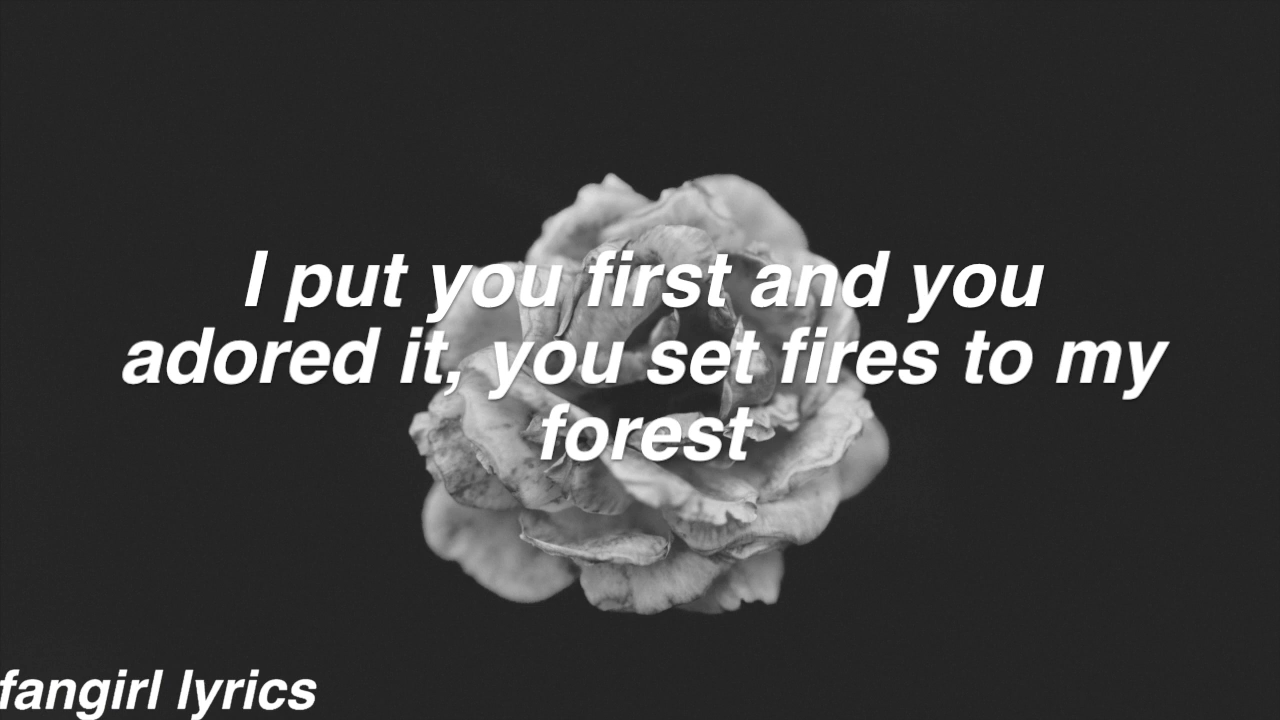 I put you first and you
adored it, you set fires to my
forest
fangirl lyrics